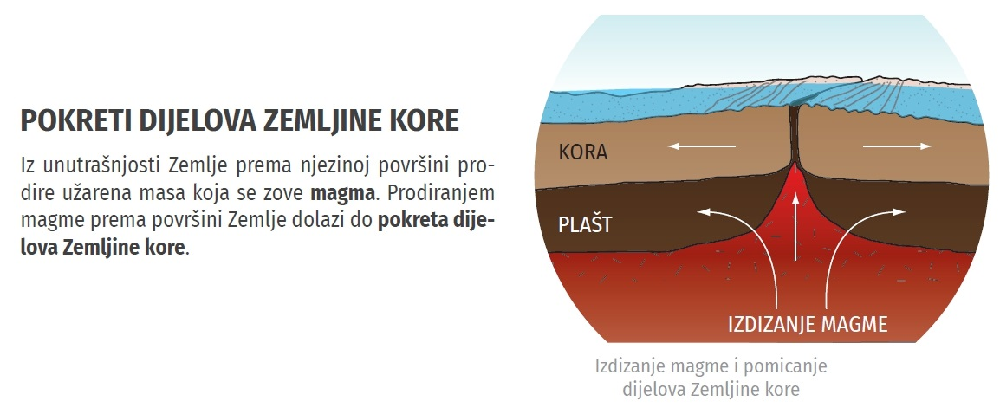 POKRETI DIJELOVA ZEMLJINE KORE
Iz unutrašnjosti Zemlje prema njezinoj površini pro-
dire užarena masa koja se zove magma. Prodiranjem
magme prema površini Zemlje dolazi do pokreta dije-
lova Zemljine kore.
KORA
PLAŠT
IZDIZANJE MAGME
Izdizanje magme i pomicanje
dijelova Zemljine kore